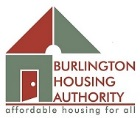 BURLINGTON
HOUSING
AUTHORITY
affordable housing for all